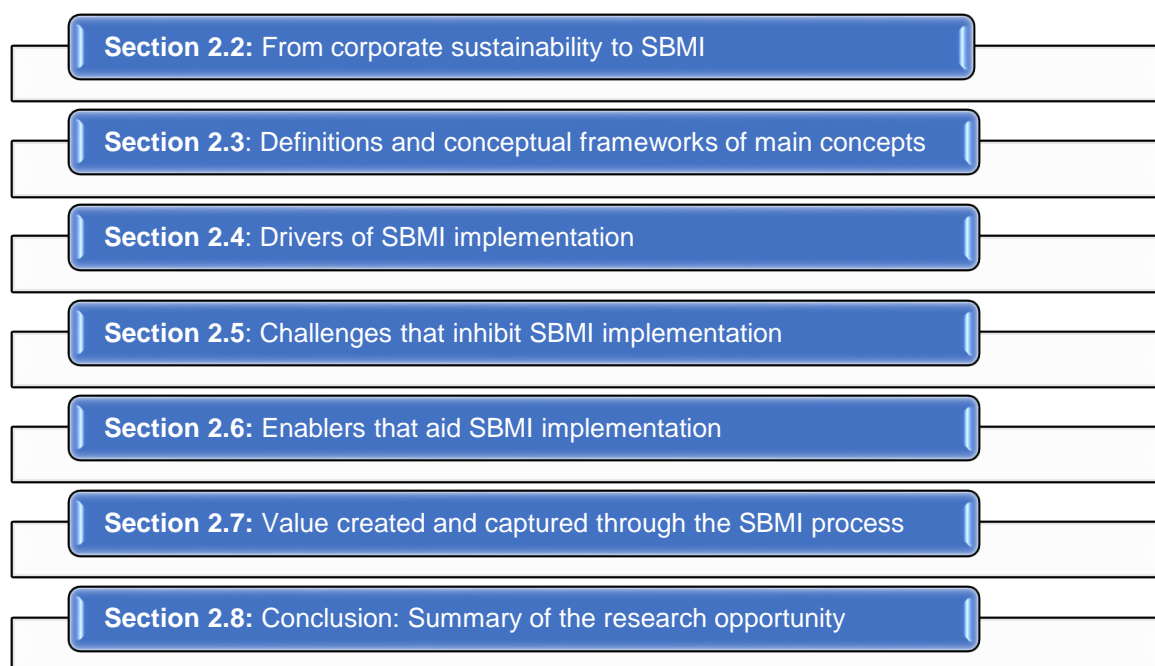 Section 2.2: From corporate sustainability to SBMI
Section 2.3: Definitions and conceptual frameworks of main concepts
Section 2.4: Drivers of SBMI implementation
Section 2.5: Challenges that inhibit SBMI implementation
Section 2.6: Enablers that aid SBMI implementation
Section 2.7: Value created and captured through the SBMI process
Section 2.8: Conclusion: Summary of the research opportunity